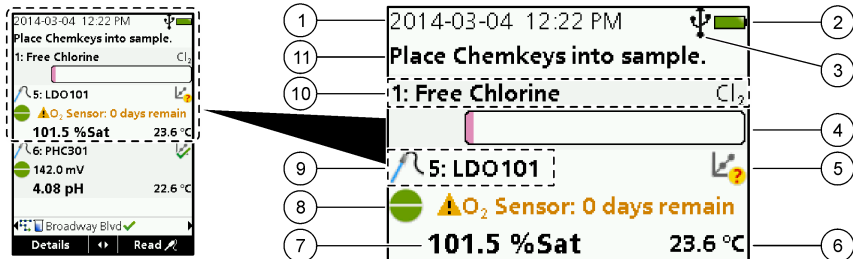 2014-03-04 12:22 PM
Place Chemkeys into sample.
1: Free Chlorine Cl2
5: LDO101
O2 Sensor: 0 days remain
101.5 %Sat 23.6 °C
6: PHC301
142.0 mV
4.08 pH 22.6 °C
Broadway Blvd
Details Read
1 2014-03-04 12:22 PM 2
3
11 Place Chemkeys into sample.
10 1: Free Chlorine Cl2
4
9 5: LDO101 ? 5
8 O2 Sensor: 0 days remain
7 101.5 %Sat 23.6 °C 6